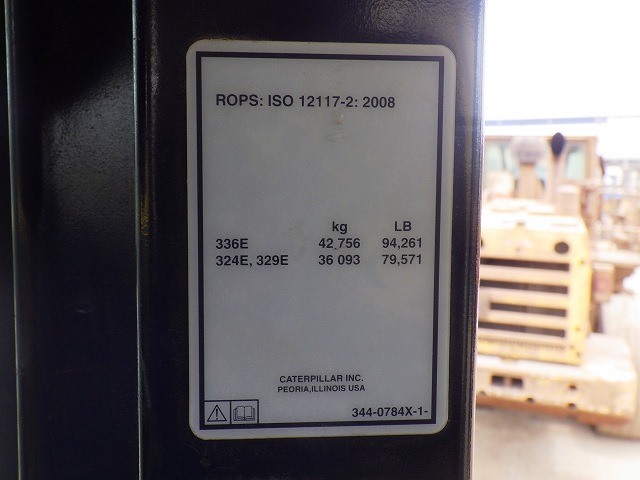 ROPS: ISO 12117-2: 2008
kg LB
336E 42 756 94,261
324E, 329E 36 093 79,571
CATERPILLAR INC.
PEORIA,ILLINOIS USA
344-0784X-1-